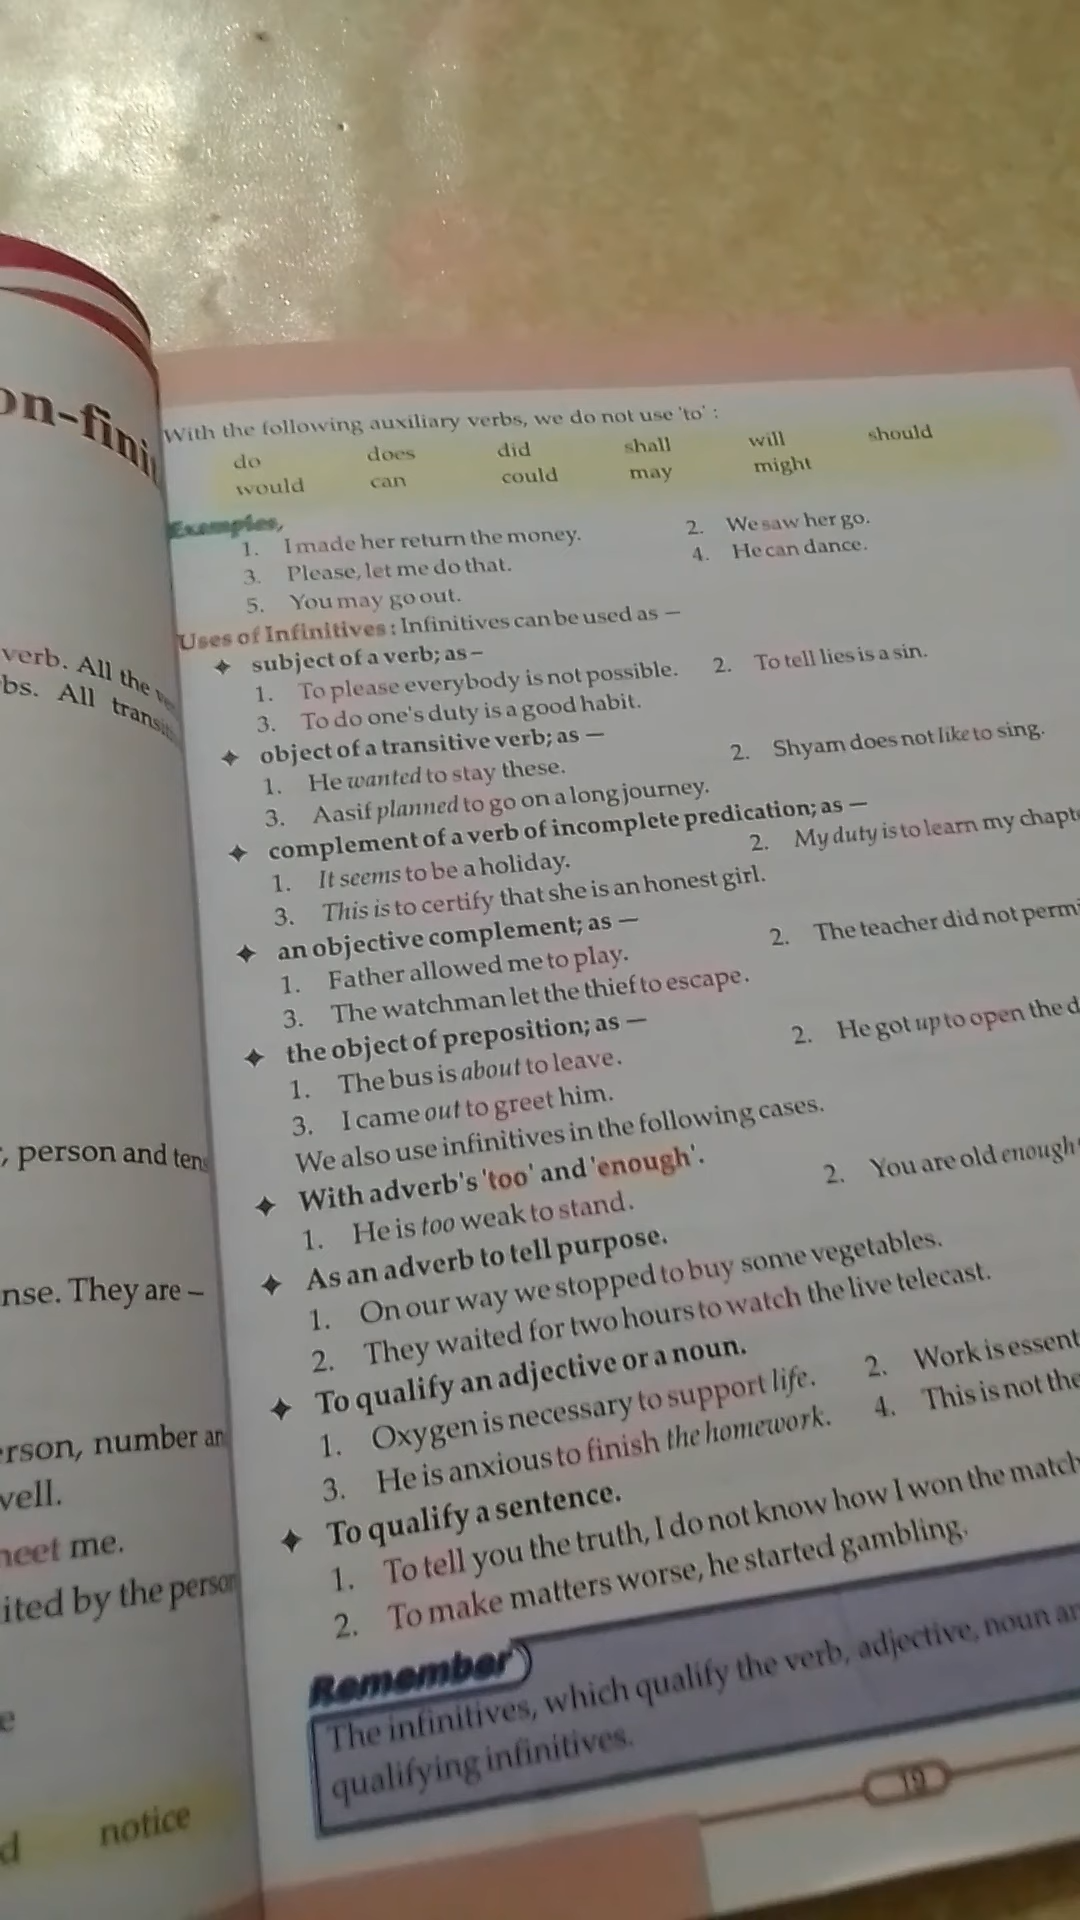 on-finit
verb. All the
bs. All transi
, person and tens
nse. They are –
erson, number an
well.
neet me.
ited by the person
e
d notice
With the following auxiliary verbs, we do not use 'to' :
do does did shall will should
would can could may might
Examples,
1. I made her return the money. 2. We saw her go.
3. Please, let me do that. 4. He can dance.
5. You may go out.
Uses of Infinitives : Infinitives can be used as —
✦ subject of a verb; as –
1. To please everybody is not possible. 2. To tell lies is a sin.
3. To do one's duty is a good habit.
✦ object of a transitive verb; as —
1. He wanted to stay these. 2. Shyam does not like to sing.
3. Aasif planned to go on a long journey.
✦ complement of a verb of incomplete predication; as —
1. It seems to be a holiday. 2. My duty is to learn my chapt
3. This is to certify that she is an honest girl.
✦ an objective complement; as —
1. Father allowed me to play. 2. The teacher did not permi
3. The watchman let the thief to escape.
✦ the object of preposition; as —
1. The bus is about to leave. 2. He got up to open the d
3. I came out to greet him.
We also use infinitives in the following cases.
✦ With adverb's 'too' and 'enough'.
1. He is too weak to stand. 2. You are old enough
✦ As an adverb to tell purpose.
1. On our way we stopped to buy some vegetables.
2. They waited for two hours to watch the live telecast.
✦ To qualify an adjective or a noun.
1. Oxygen is necessary to support life. 2. Work is essent
3. He is anxious to finish the homework. 4. This is not the
✦ To qualify a sentence.
1. To tell you the truth, I do not know how I won the match
2. To make matters worse, he started gambling.
Remember
The infinitives, which qualify the verb, adjective, noun an
qualifying infinitives.
19